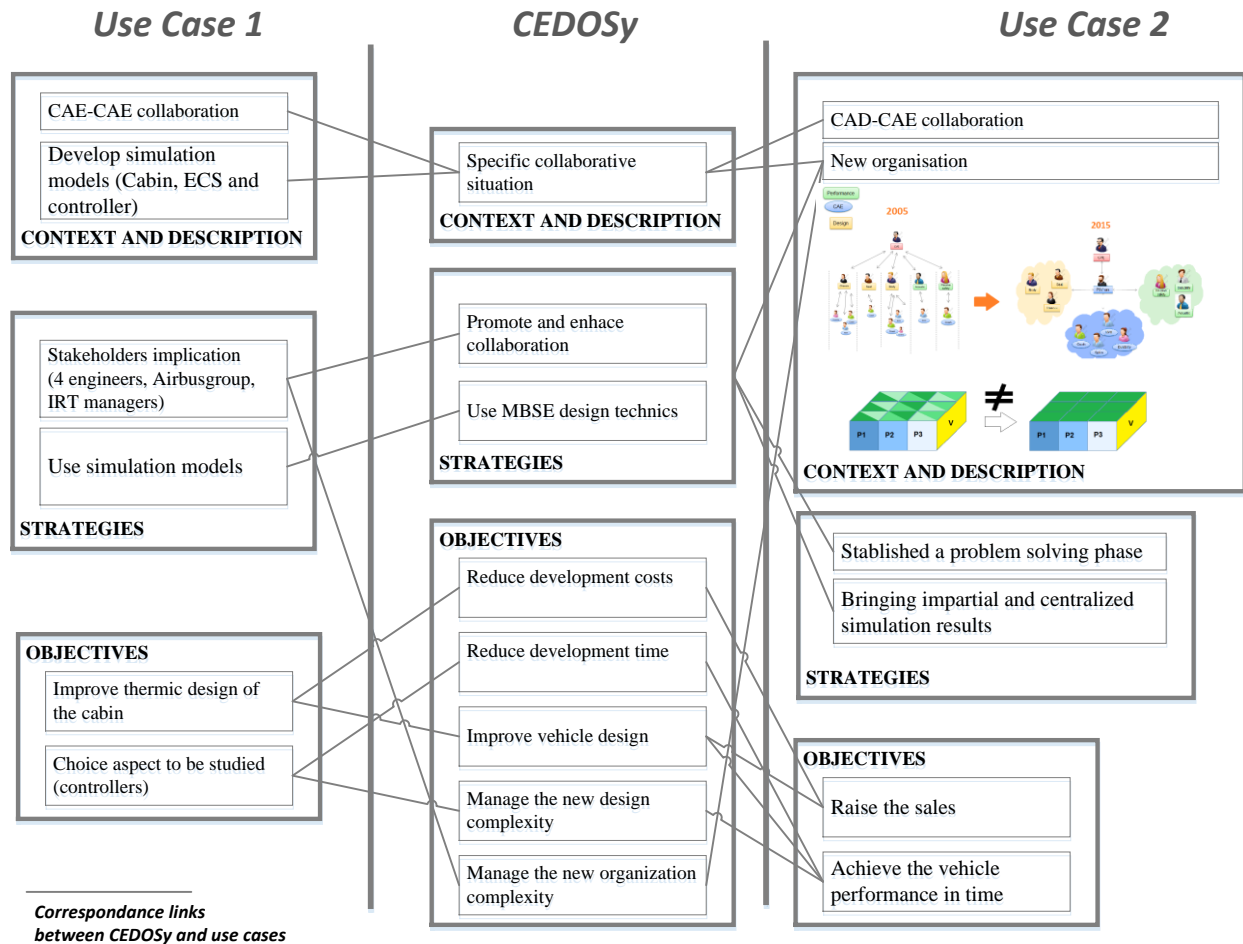 Use Case 1
CEDOSy
Use Case 2
CAE-CAE collaboration
Develop simulation
models (Cabin, ECS and
controller)
CONTEXT AND DESCRIPTION
Stakeholders implication
(4 engineers, Airbusgroup,
IRT managers)
Use simulation models
STRATEGIES
OBJECTIVES
Improve thermic design of
the cabin
Choice aspect to be studied
(controllers)
Correspondance links
between CEDOSy and use cases
Specific collaborative
situation
CONTEXT AND DESCRIPTION
Promote and enhace
collaboration
Use MBSE design technics
STRATEGIES
OBJECTIVES
Reduce development costs
Reduce development time
Improve vehicle design
Manage the new design
complexity
Manage the new organization
complexity
CAD-CAE collaboration
New organisation
Performance
CAE
Design
2005
2015
≠
P1 P2 P3 V
P1 P2 P3 V
CONTEXT AND DESCRIPTION
Stablished a problem solving phase
Bringing impartial and centralized
simulation results
STRATEGIES
OBJECTIVES
Raise the sales
Achieve the vehicle
performance in time